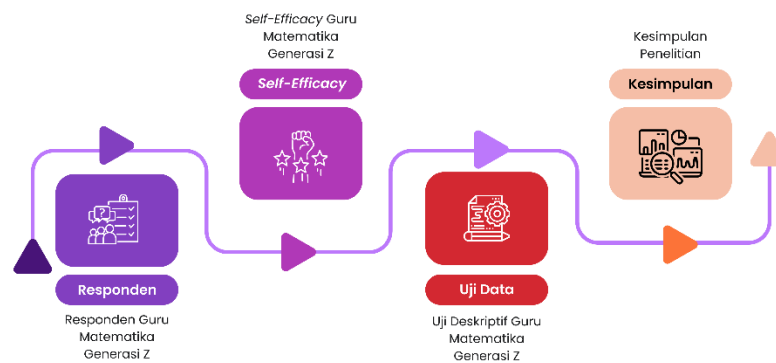 Responden
Responden Guru
Matematika
Generasi Z
Self-Efficacy Guru
Matematika
Generasi Z
Self-Efficacy
Uji Data
Uji Deskriptif Guru
Matematika
Generasi Z
Kesimpulan
Penelitian
Kesimpulan